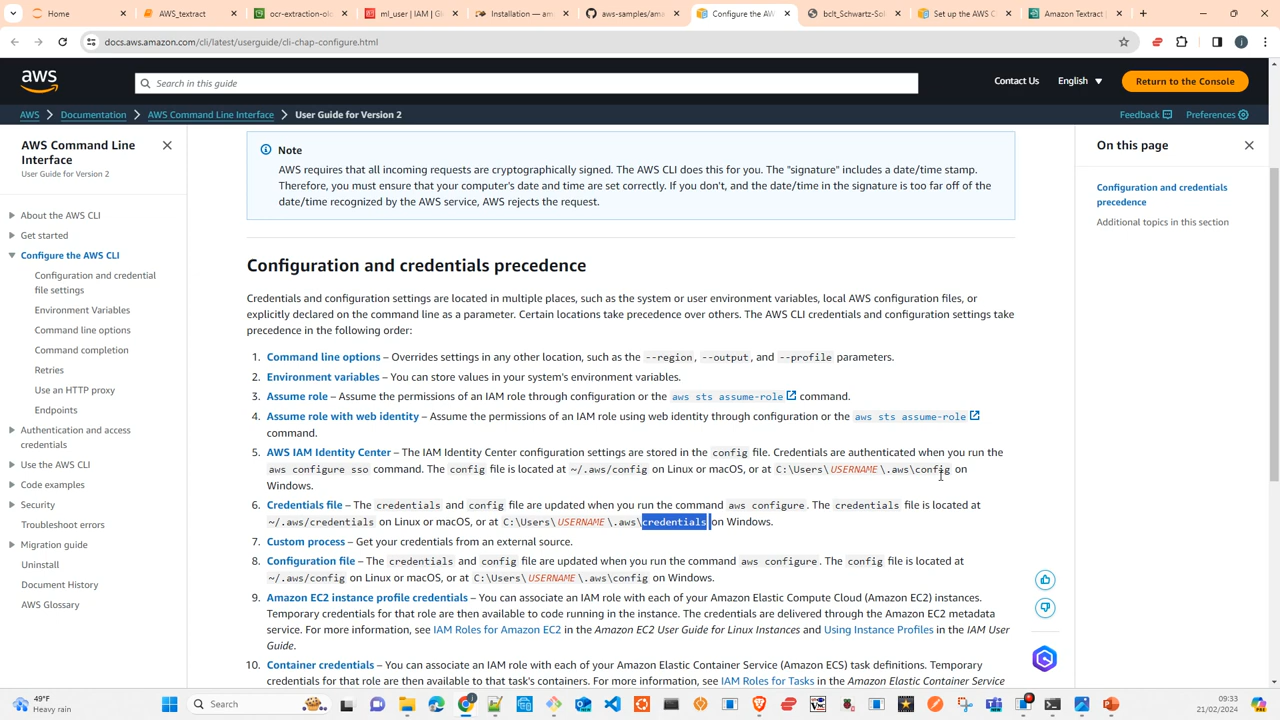 Home
AWS_textract
ocr-extraction-old
ml_user | IAM | G
Installation — am
aws-samples/ama
Configure the AW
bclt_Schwartz-Sol
Set up the AWS C
Amazon Textract |
docs.aws.amazon.com/cli/latest/userguide/cli-chap-configure.html
aws
Search in this guide
Contact Us
English
Return to the Console
AWS
Documentation
AWS Command Line Interface
User Guide for Version 2
Feedback
Preferences
AWS Command Line
Interface
User Guide for Version 2
About the AWS CLI
Get started
Configure the AWS CLI
Configuration and credential
file settings
Environment Variables
Command line options
Command completion
Retries
Use an HTTP proxy
Endpoints
Authentication and access
credentials
Use the AWS CLI
Code examples
Security
Troubleshoot errors
Migration guide
Uninstall
Document History
AWS Glossary
Note
AWS requires that all incoming requests are cryptographically signed. The AWS CLI does this for you. The "signature" includes a date/time stamp.
Therefore, you must ensure that your computer's date and time are set correctly. If you don't, and the date/time in the signature is too far off of the
date/time recognized by the AWS service, AWS rejects the request.
Configuration and credentials precedence
Credentials and configuration settings are located in multiple places, such as the system or user environment variables, local AWS configuration files, or
explicitly declared on the command line as a parameter. Certain locations take precedence over others. The AWS CLI credentials and configuration settings take
precedence in the following order:
1. Command line options – Overrides settings in any other location, such as the --region, --output, and --profile parameters.
2. Environment variables – You can store values in your system's environment variables.
3. Assume role – Assume the permissions of an IAM role through configuration or the aws sts assume-role command.
4. Assume role with web identity – Assume the permissions of an IAM role using web identity through configuration or the aws sts assume-role
command.
5. AWS IAM Identity Center – The IAM Identity Center configuration settings are stored in the config file. Credentials are authenticated when you run the
aws configure sso command. The config file is located at ~/.aws/config on Linux or macOS, or at C:\Users\USERNAME\.aws\config on
Windows.
6. Credentials file – The credentials and config file are updated when you run the command aws configure. The credentials file is located at
~/.aws/credentials on Linux or macOS, or at C:\Users\USERNAME\.aws\credentials on Windows.
7. Custom process – Get your credentials from an external source.
8. Configuration file – The credentials and config file are updated when you run the command aws configure. The config file is located at
~/.aws/config on Linux or macOS, or at C:\Users\USERNAME\.aws\config on Windows.
9. Amazon EC2 instance profile credentials – You can associate an IAM role with each of your Amazon Elastic Compute Cloud (Amazon EC2) instances.
Temporary credentials for that role are then available to code running in the instance. The credentials are delivered through the Amazon EC2 metadata
service. For more information, see IAM Roles for Amazon EC2 in the Amazon EC2 User Guide for Linux Instances and Using Instance Profiles in the IAM User
Guide.
10. Container credentials – You can associate an IAM role with each of your Amazon Elastic Container Service (Amazon ECS) task definitions. Temporary
credentials for that role are then available to that task's containers. For more information, see IAM Roles for Tasks in the Amazon Elastic Container Service
On this page
Configuration and credentials
precedence
Additional topics in this section
49°F
Heavy rain
Search
09:33
21/02/2024